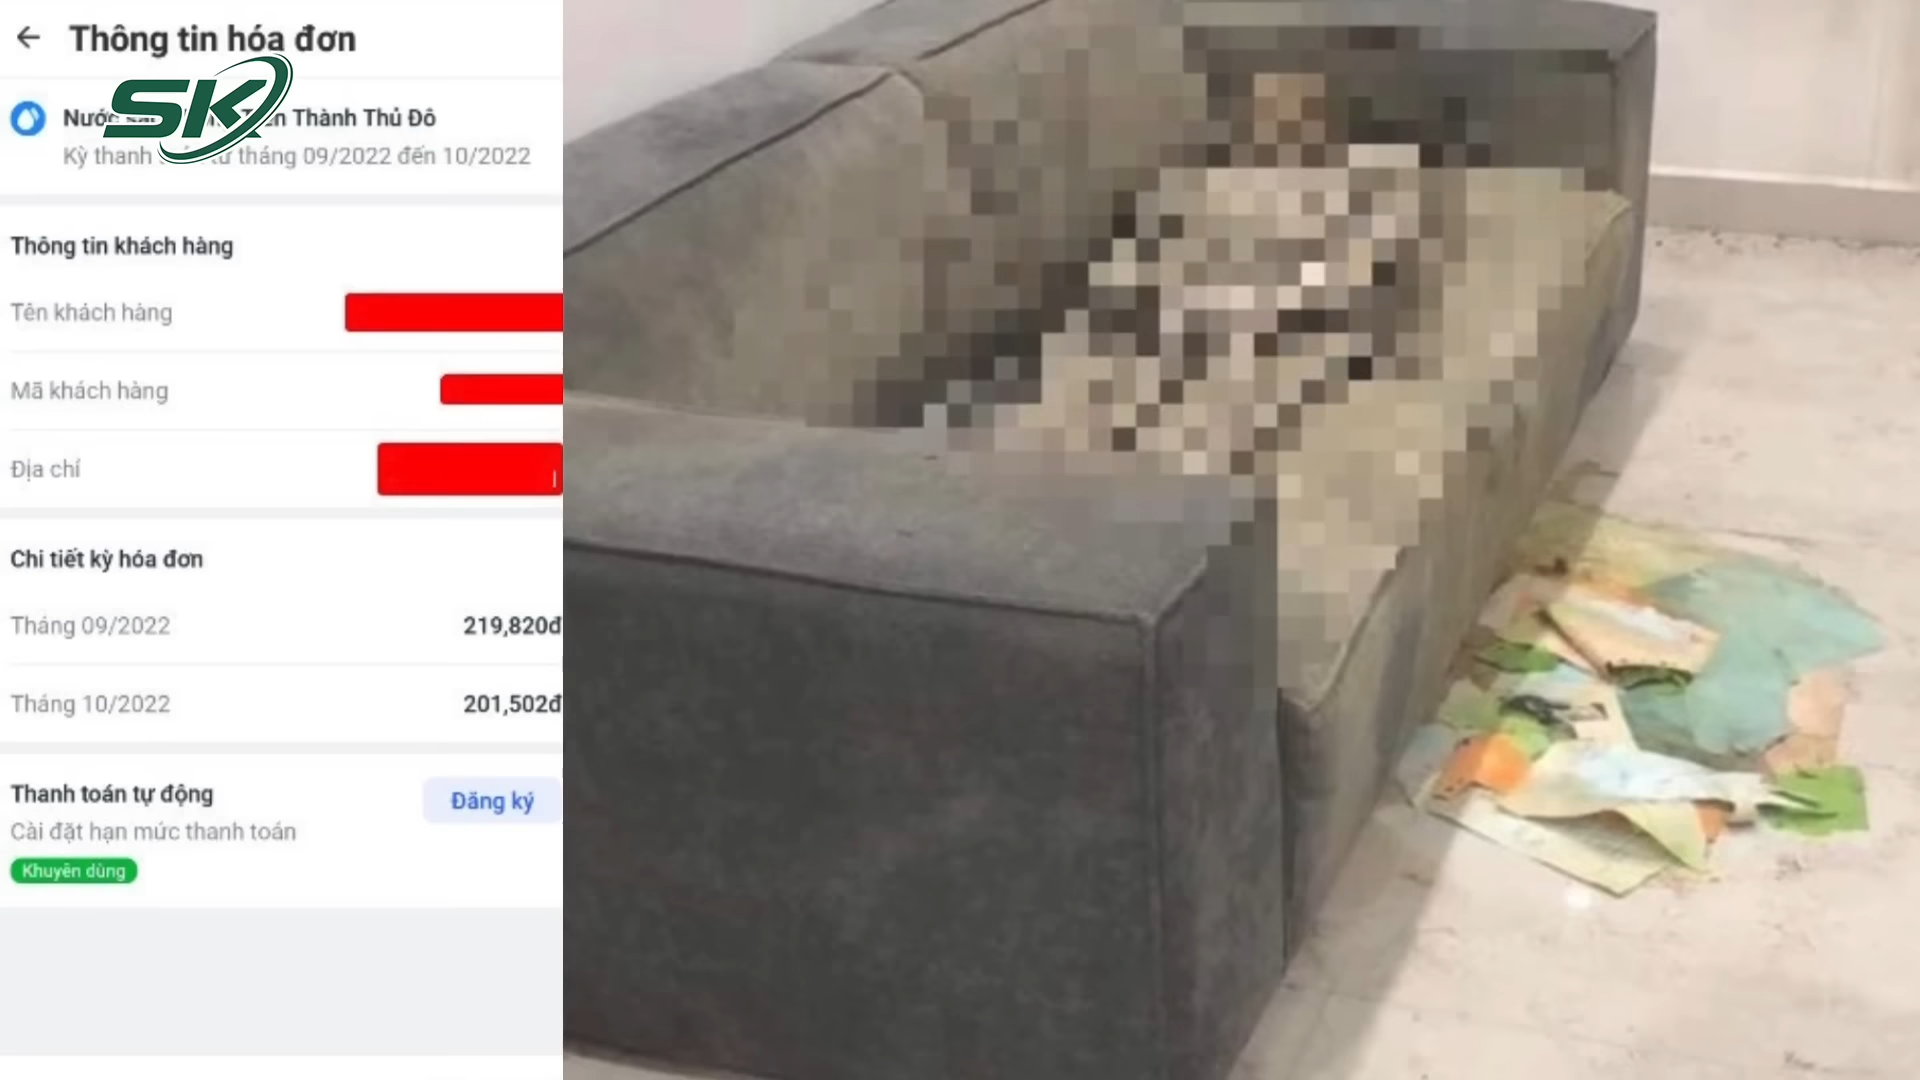 Thông tin hóa đơn
SK
Thành Thủ Đô
Kỳ thanh từ tháng 09/2022 đến 10/2022
Thông tin khách hàng
Tên khách hàng
Mã khách hàng
Địa chỉ
Chi tiết kỳ hóa đơn
Tháng 09/2022 219,820đ
Tháng 10/2022 201,502đ
Thanh toán tự động
Đăng ký
Cài đặt hạn mức thanh toán
Khuyên dùng